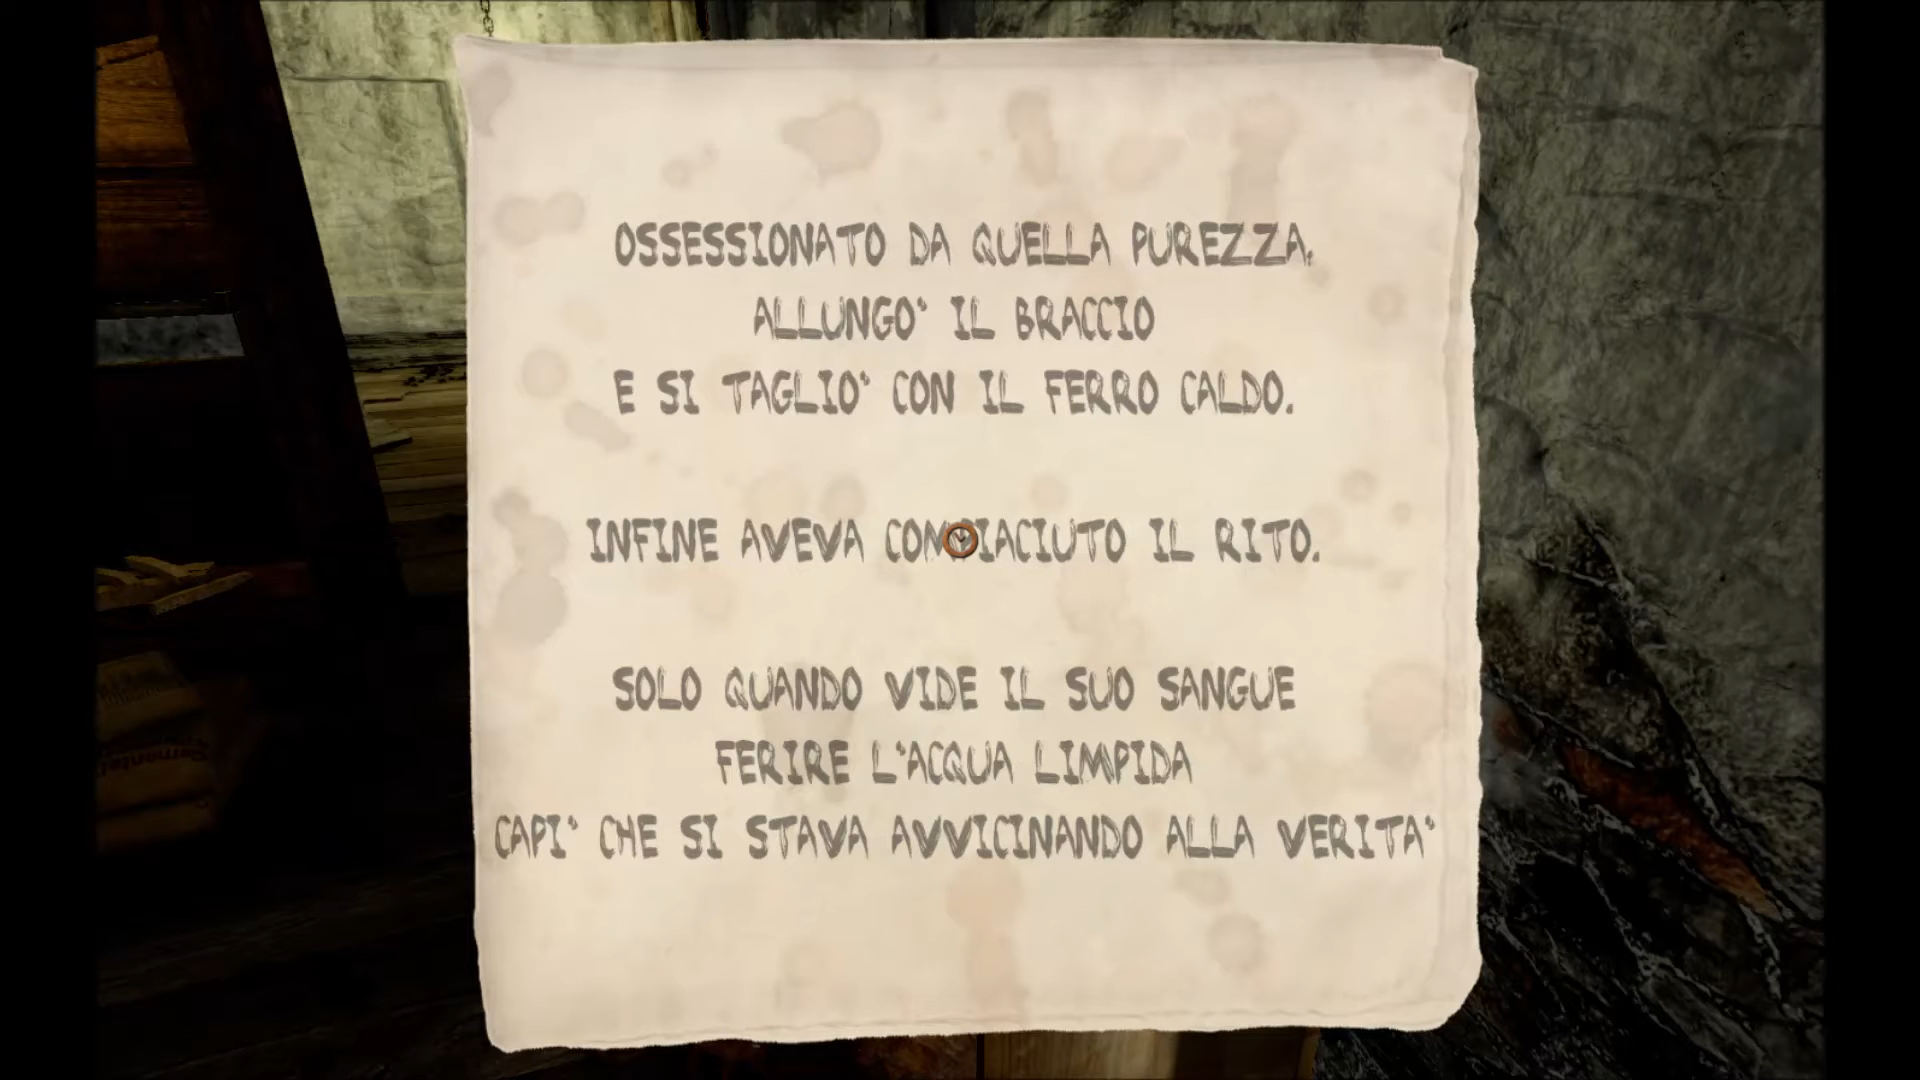 OSSESSIONATO DA QUELLA PUREZZA,
ALLUNGO' IL BRACCIO
E SI TAGLIO' CON IL FERRO CALDO.
INFINE AVEVA COMPIACIUTO IL RITO.
SOLO QUANDO VIDE IL SUO SANGUE
FERIRE L'ACQUA LIMPIDA
CAPI' CHE SI STAVA AVVICINANDO ALLA VERITA'